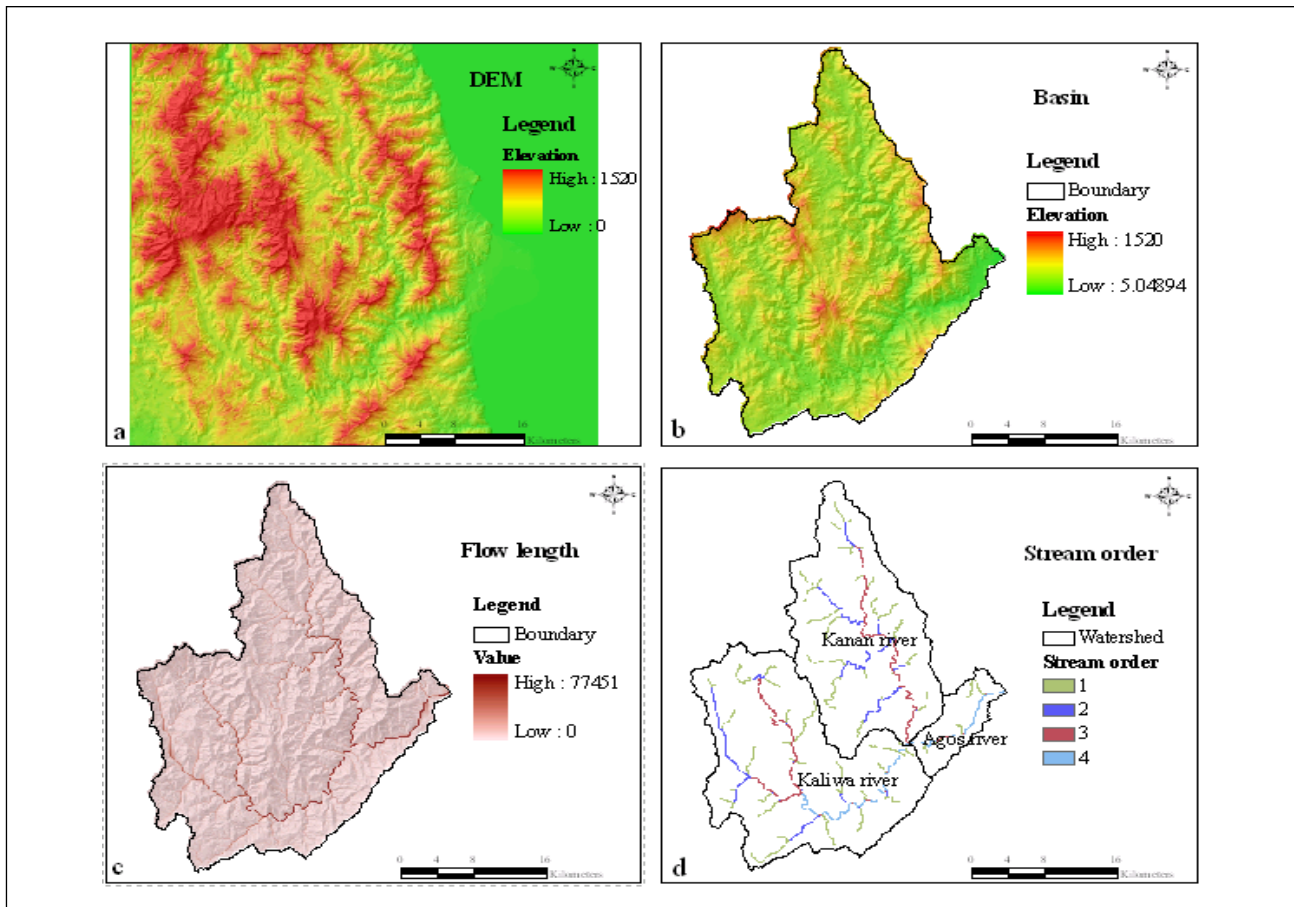 DEM
Legend
Elevation
High : 1520
Low : 0
a
0 4 8 16
Kilometers
Basin
Legend
Boundary
Elevation
High : 1520
Low : 5.04894
b
0 4 8 16
Kilometers
Flow length
Legend
Boundary
Value
High : 77451
Low : 0
c
0 4 8 16
Kilometers
Stream order
Legend
Watershed
Stream order
1
2
3
4
Kanan river
Agos river
Kaliwa river
d
0 4 8 16
Kilometers